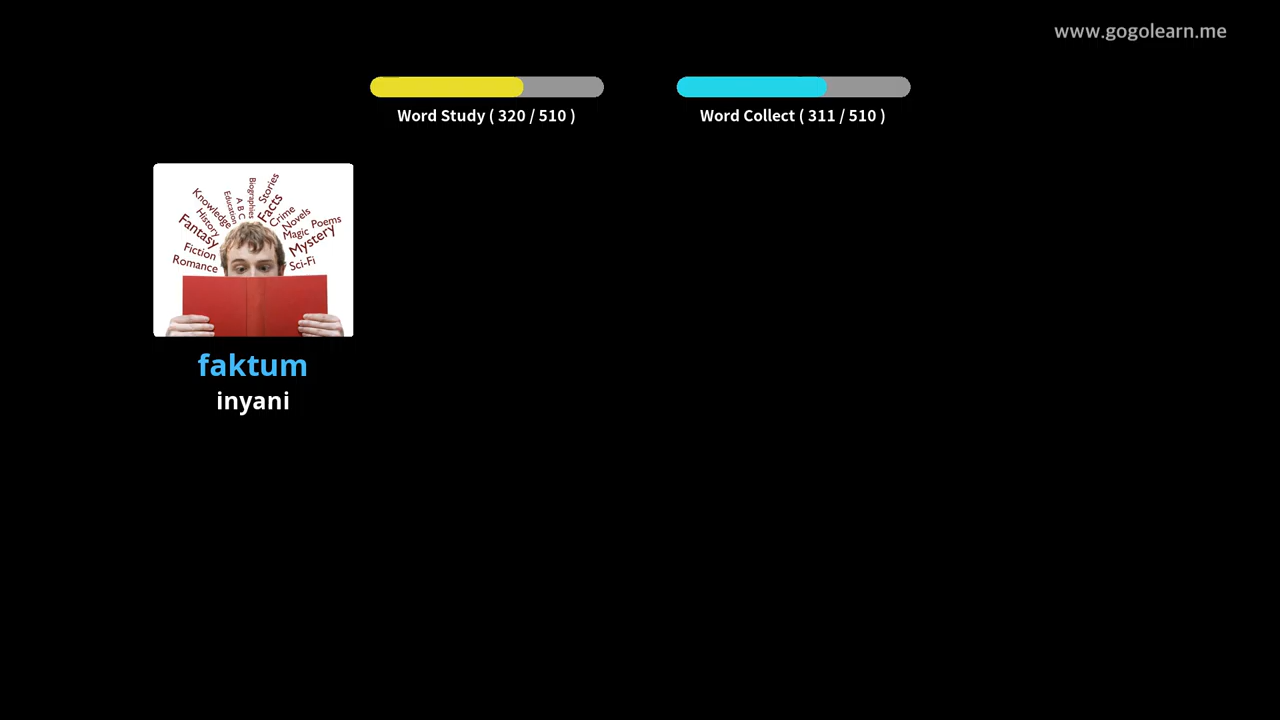 www.gogolearn.me
Word Study ( 320 / 510 )
Word Collect ( 311 / 510 )
Knowledge
History
Fantasy
Fiction
Romance
Education
A B C
Biographies
Stories
Facts
Crime
Novels
Magic
Poems
Mystery
Sci-Fi
faktum
inyani